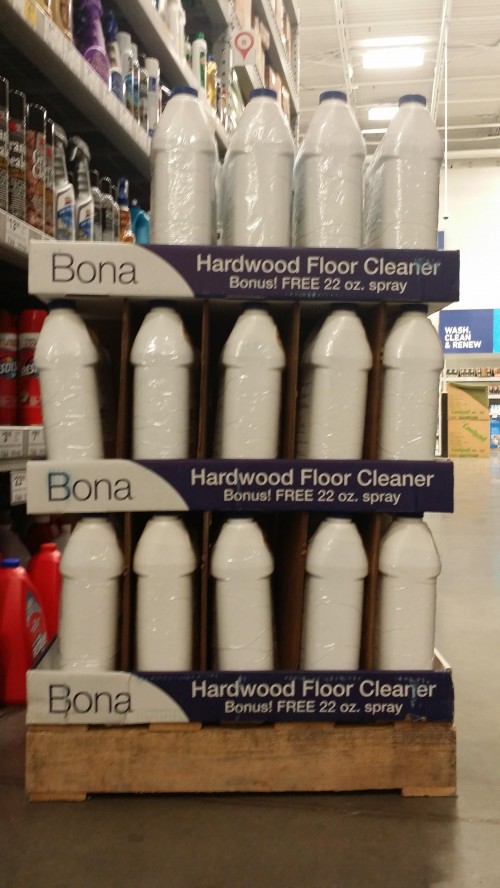 Bona
Hardwood Floor Cleaner
Bonus! FREE 22 oz. spray
WASH,
CLEAN
& RENEW
Bona
Hardwood Floor Cleaner
Bonus! FREE 22 oz. spray
Bona
Hardwood Floor Cleaner
Bonus! FREE 22 oz. spray